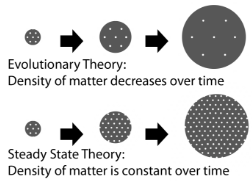 Evolutionary Theory:
Density of matter decreases over time
Steady State Theory:
Density of matter is constant over time